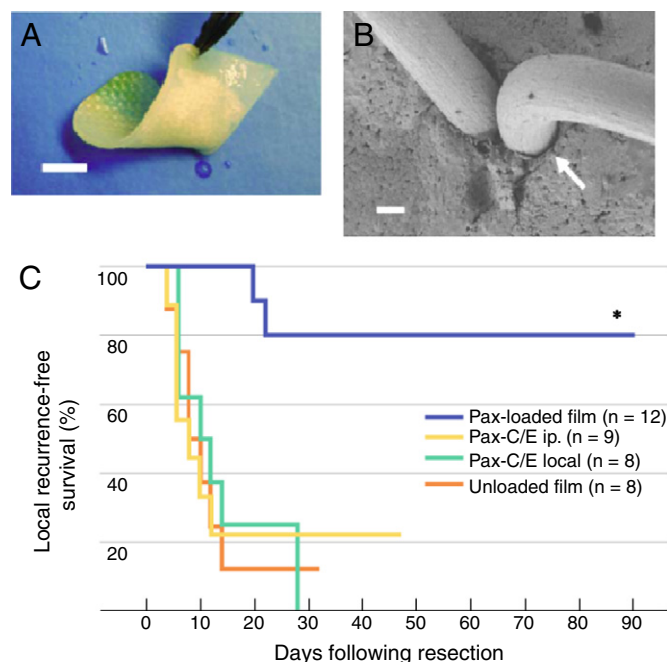 A
B
C
100
80
60
40
20
Local recurrence-free
survival (%)
*
Pax-loaded film (n = 12)
Pax-C/E ip. (n = 9)
Pax-C/E local (n = 8)
Unloaded film (n = 8)
0 10 20 30 40 50 60 70 80 90
Days following resection